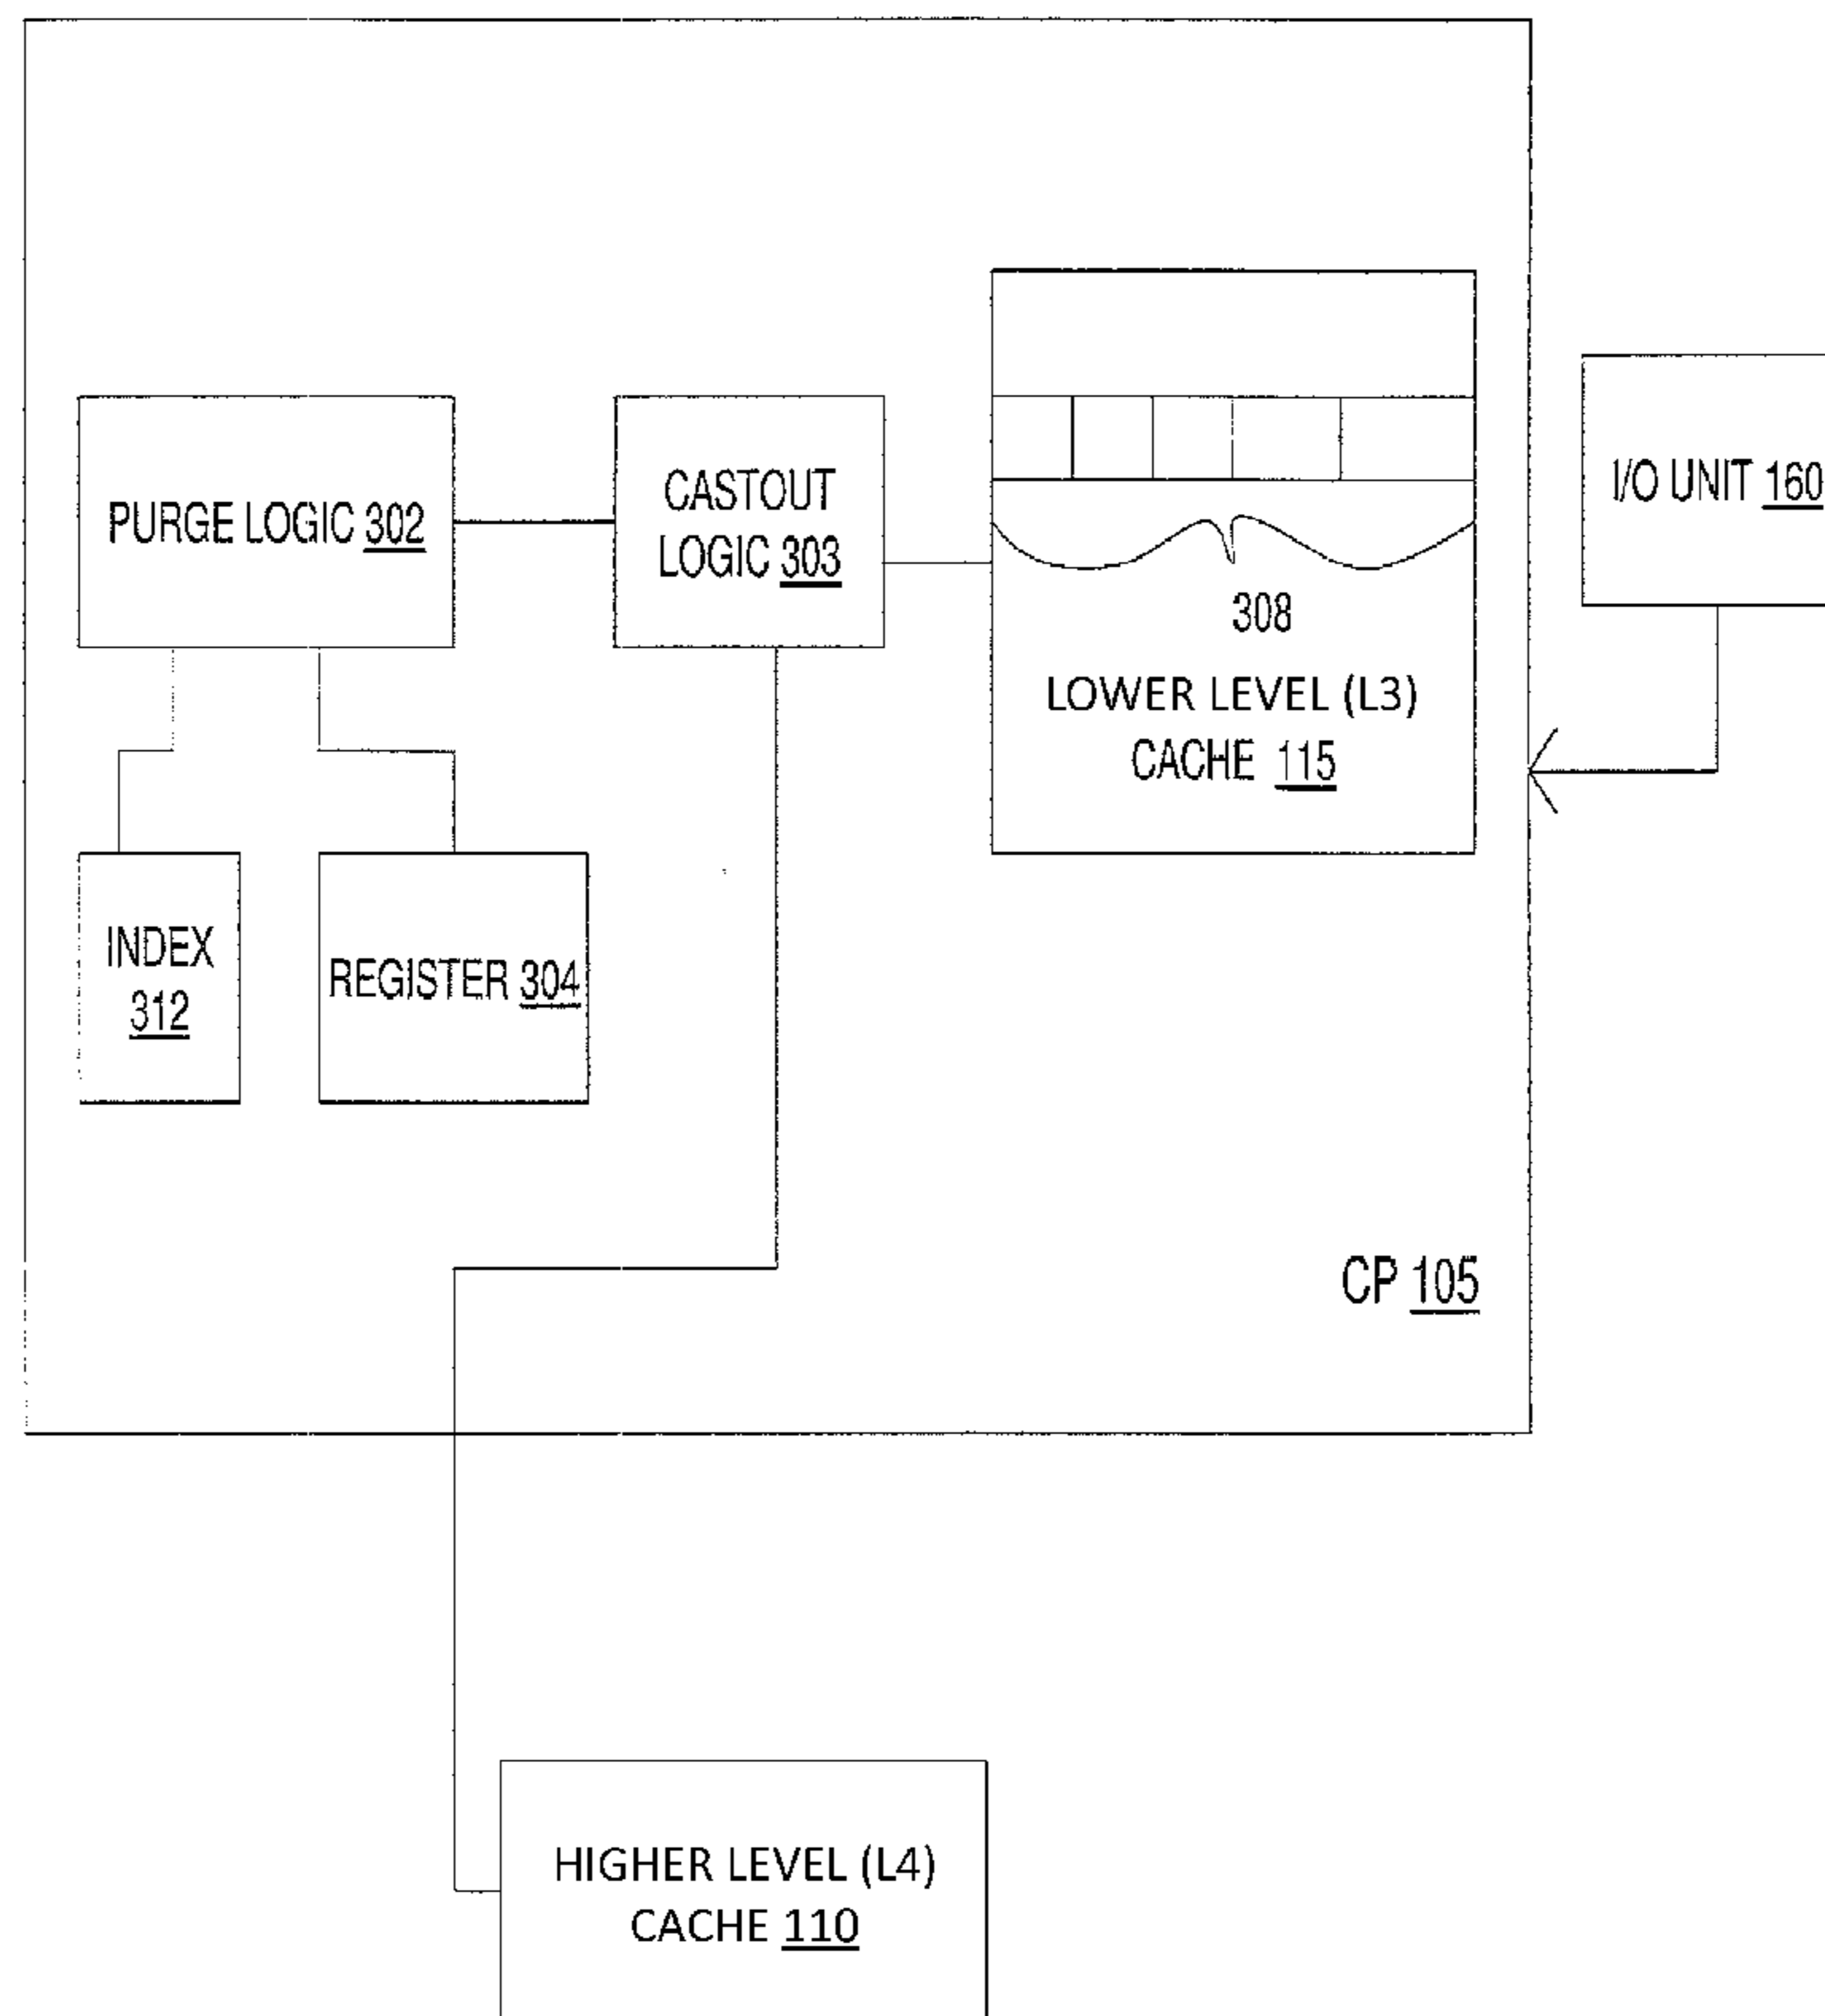 PURGE LOGIC 302
CASTOUT
LOGIC 303
308
LOWER LEVEL (L3)
CACHE 115
I/O UNIT 160
INDEX
312
REGISTER 304
CP 105
HIGHER LEVEL (L4)
CACHE 110